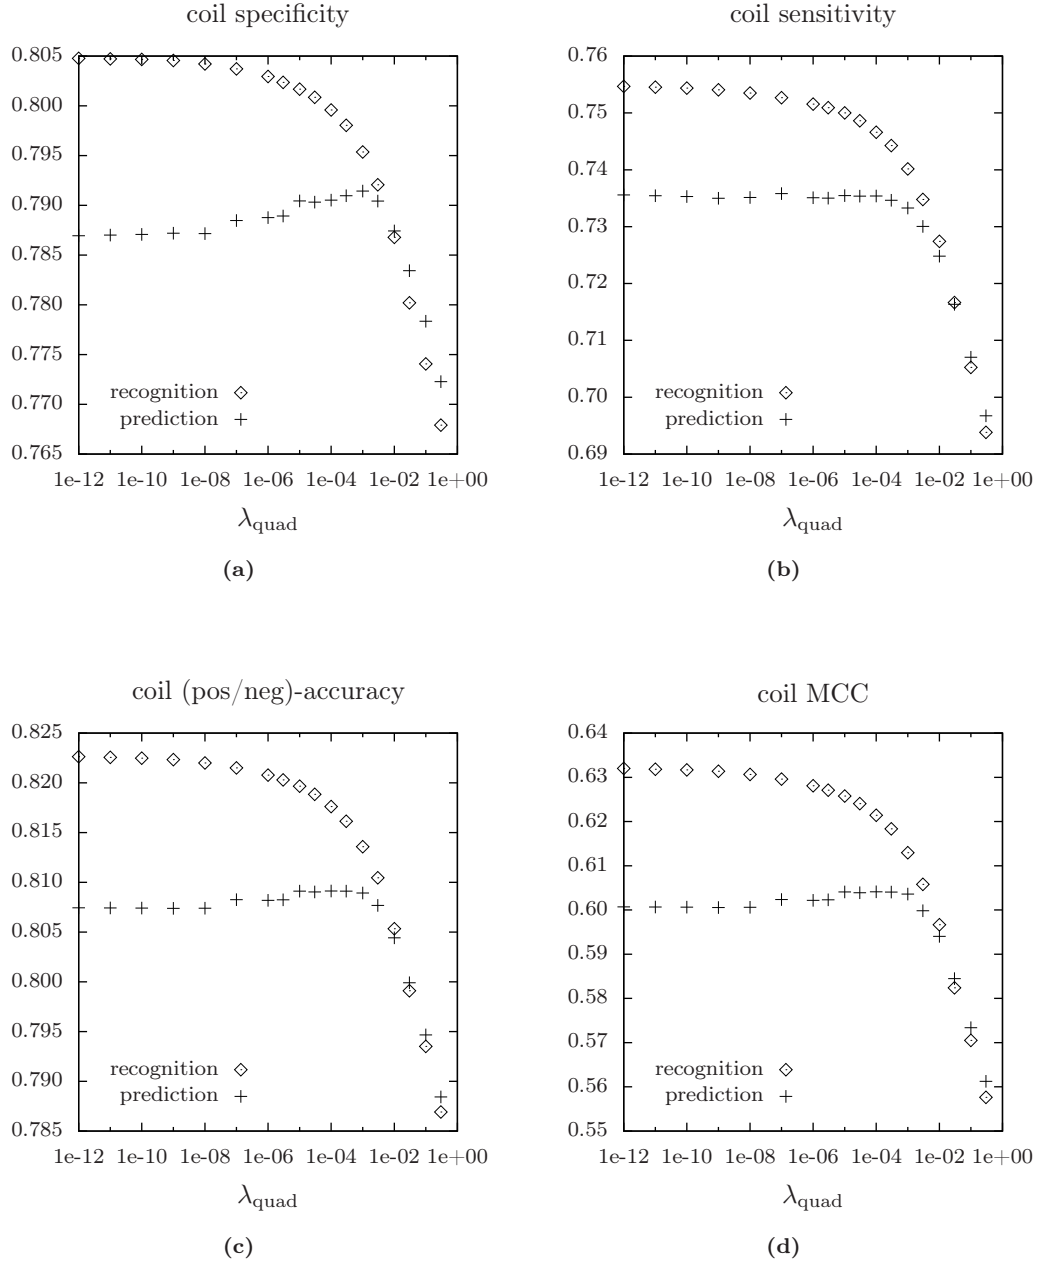 coil specificity
0.805
0.800
0.795
0.790
0.785
0.780
0.775
0.770
0.765
recognition
prediction
1e-12 1e-10 1e-08 1e-06 1e-04 1e-02 1e+00
λquad
(a)
coil sensitivity
0.76
0.75
0.74
0.73
0.72
0.71
0.70
0.69
recognition
prediction
1e-12 1e-10 1e-08 1e-06 1e-04 1e-02 1e+00
λquad
(b)
coil (pos/neg)-accuracy
0.825
0.820
0.815
0.810
0.805
0.800
0.795
0.790
0.785
recognition
prediction
1e-12 1e-10 1e-08 1e-06 1e-04 1e-02 1e+00
λquad
(c)
coil MCC
0.64
0.63
0.62
0.61
0.60
0.59
0.58
0.57
0.56
0.55
recognition
prediction
1e-12 1e-10 1e-08 1e-06 1e-04 1e-02 1e+00
λquad
(d)